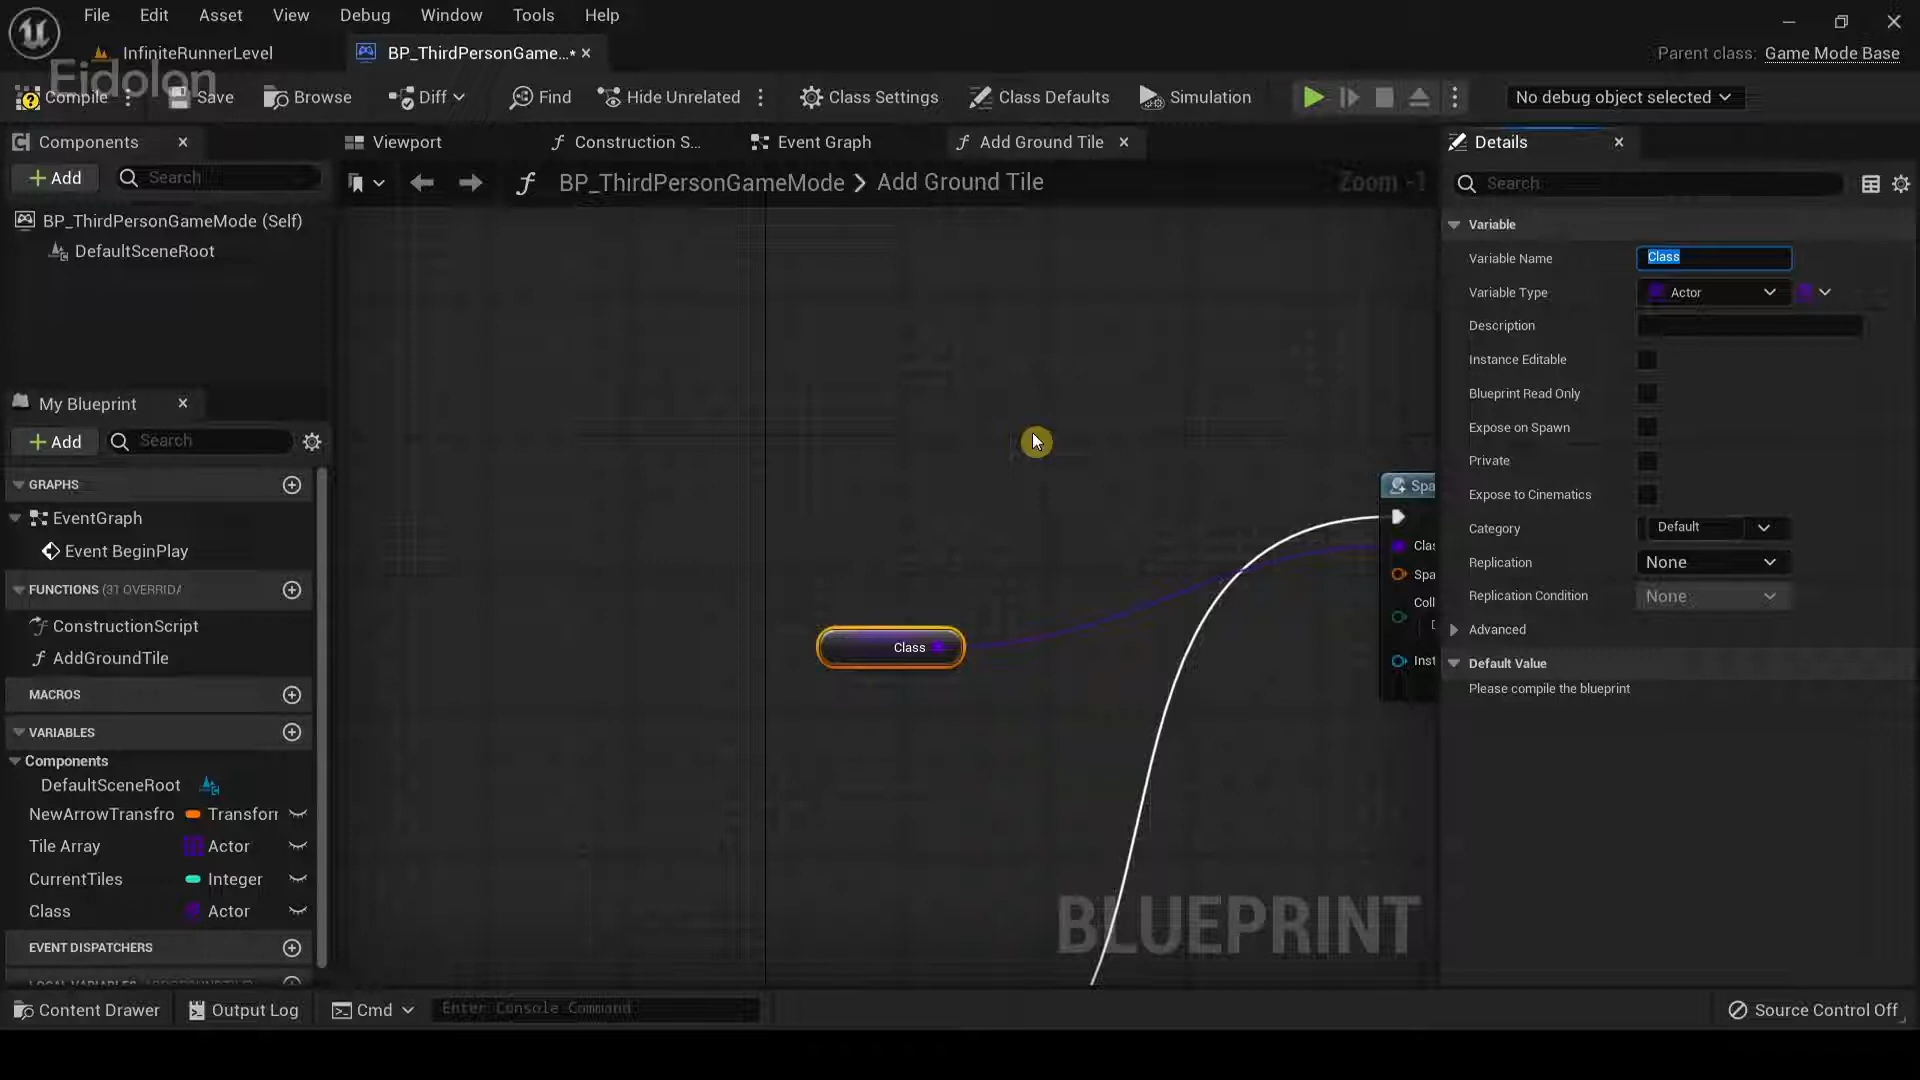 File Edit Asset View Debug Window Tools Help
InfiniteRunnerLevel
BP_ThirdPersonGame...*
Parent class: Game Mode Base
Eidolon
Compile Save Browse Diff Find Hide Unrelated Class Settings Class Defaults Simulation No debug object selected
Components Viewport Construction S... Event Graph Add Ground Tile Details
Add Search
BP_ThirdPersonGameMode > Add Ground Tile
Zoom -1
Search
BP_ThirdPersonGameMode (Self)
DefaultSceneRoot
Variable
Variable Name Class
Variable Type Actor
Description
Instance Editable
Blueprint Read Only
Expose on Spawn
Private
Expose to Cinematics
Category Default
Replication None
Replication Condition None
Advanced
Default Value
Please compile the blueprint
My Blueprint
Add Search
GRAPHS
EventGraph
Event BeginPlay
FUNCTIONS (31 OVERRIDA
ConstructionScript
AddGroundTile
MACROS
VARIABLES
Components
DefaultSceneRoot
NewArrowTransfro Transforr
Tile Array Actor
CurrentTiles Integer
Class Actor
EVENT DISPATCHERS
Spa
Clas
Spa
Coll
Inst
Class
BLUEPRINT
Content Drawer Output Log Cmd Enter Console Command
Source Control Off